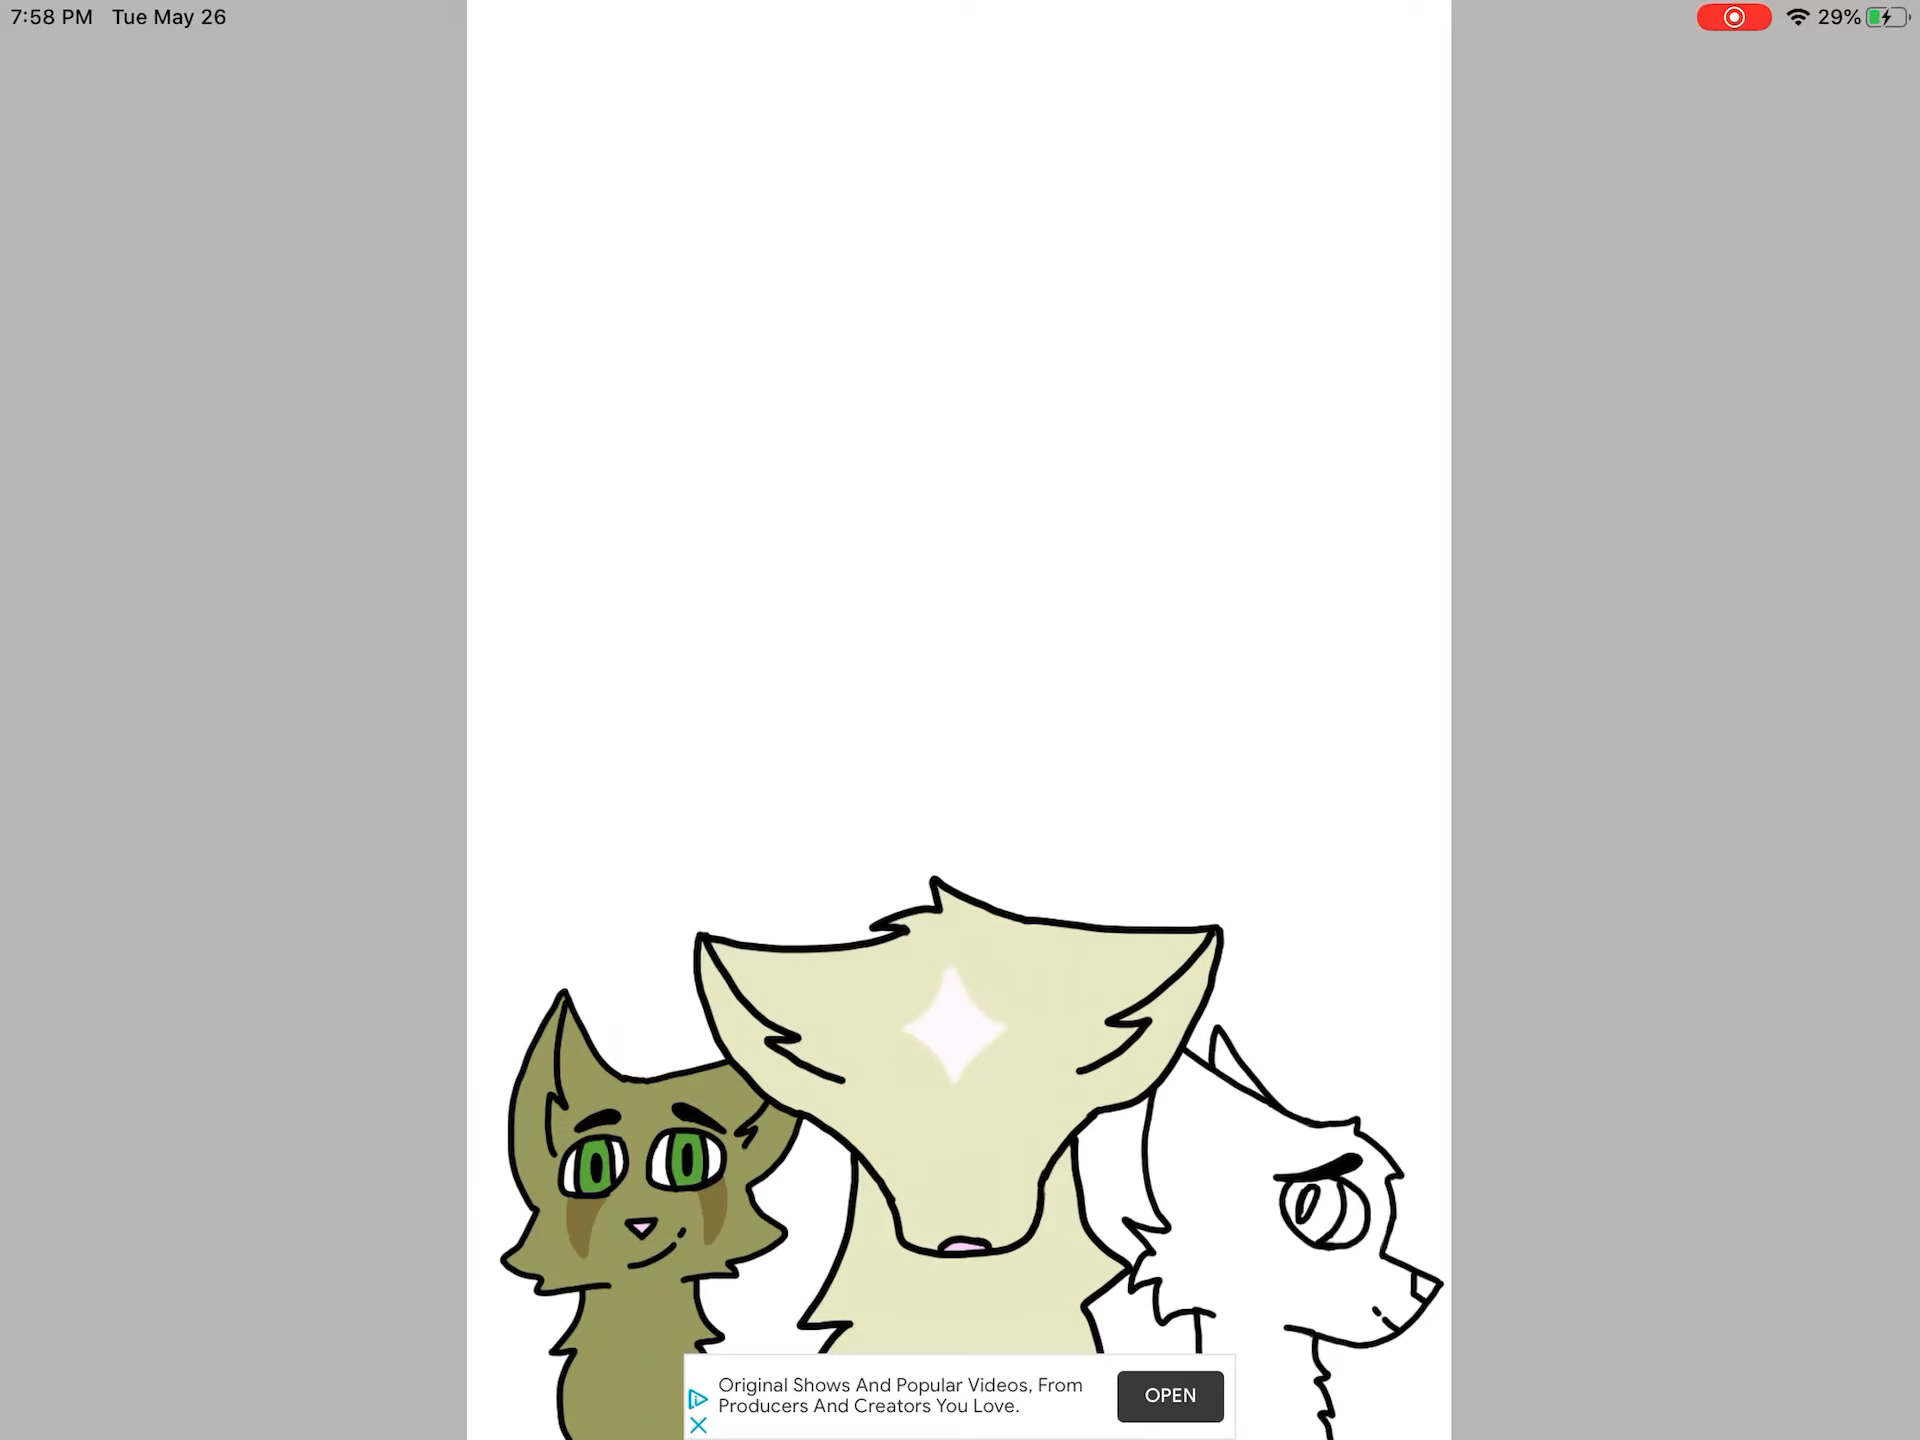 7:58 PM Tue May 26
29%
Original Shows And Popular Videos, From
Producers And Creators You Love.
OPEN